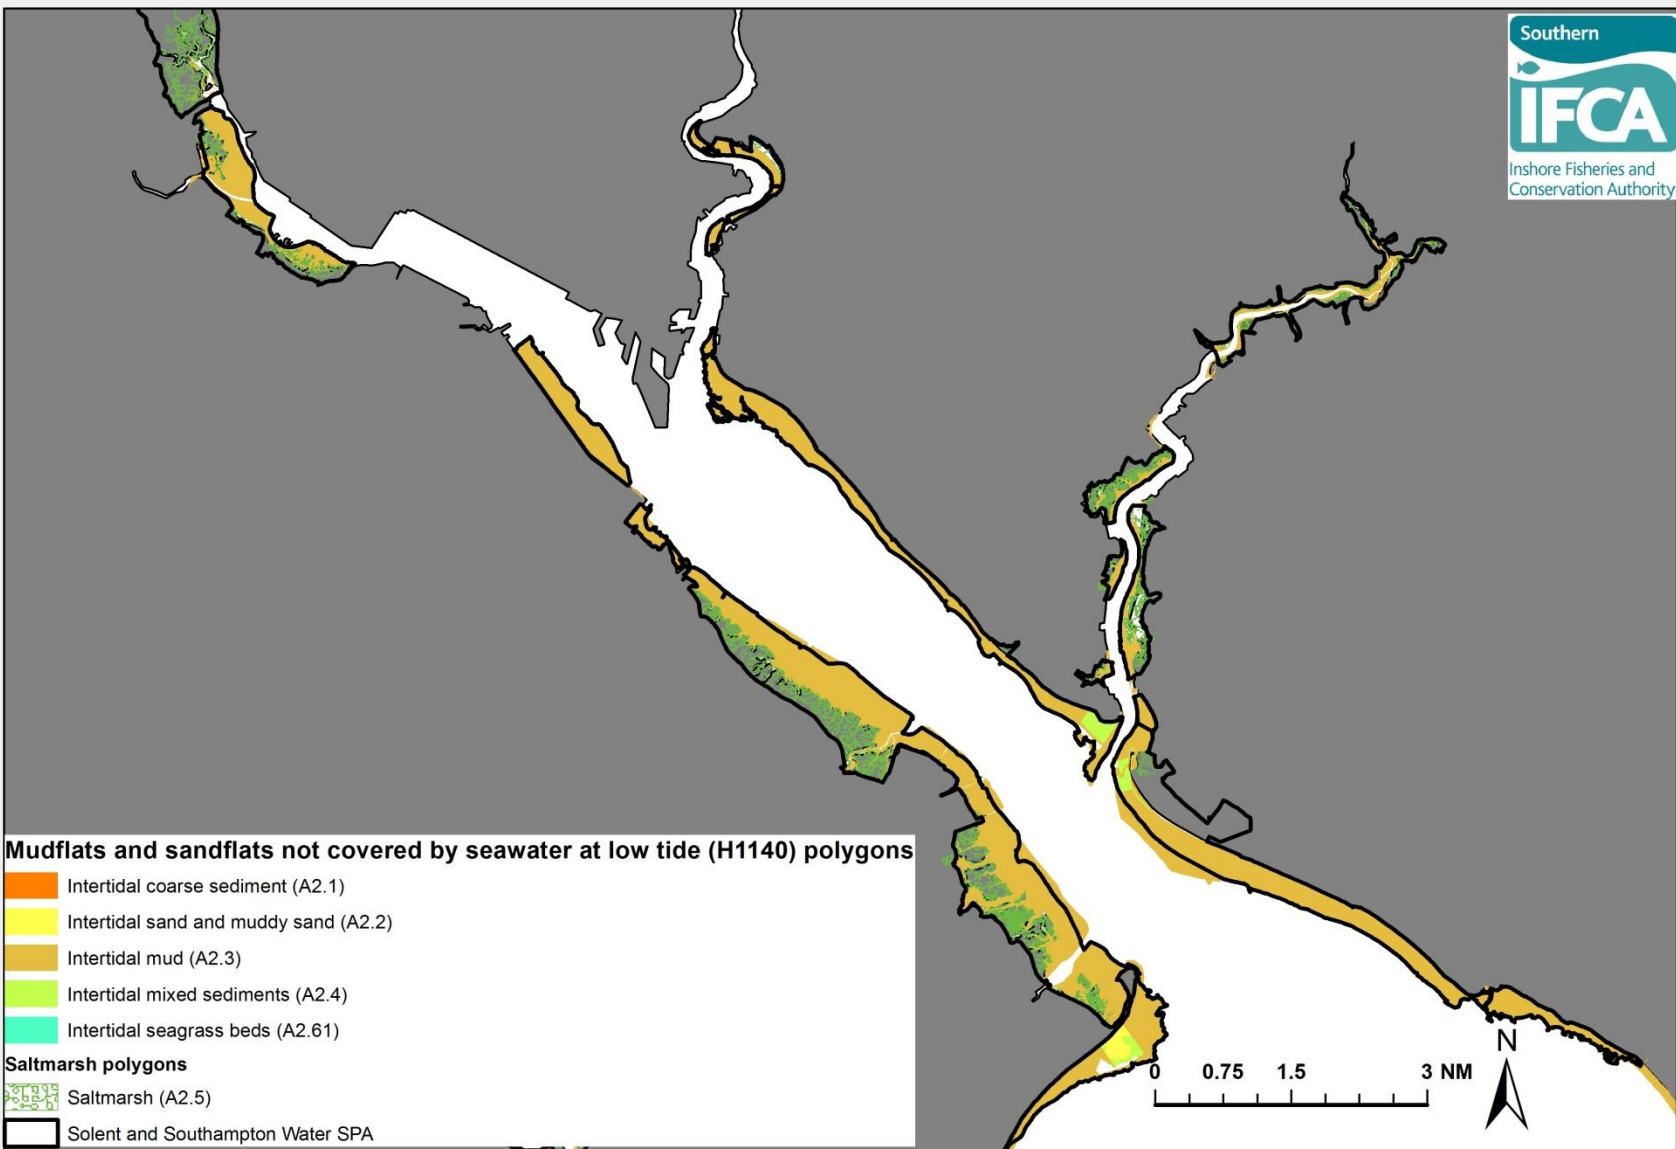 Southern
IFCA
Inshore Fisheries and
Conservation Authority
Mudflats and sandflats not covered by seawater at low tide (H1140) polygons
Intertidal coarse sediment (A2.1)
Intertidal sand and muddy sand (A2.2)
Intertidal mud (A2.3)
Intertidal mixed sediments (A2.4)
Intertidal seagrass beds (A2.61)
Saltmarsh polygons
Saltmarsh (A2.5)
Solent and Southampton Water SPA
N
0 0.75 1.5 3 NM